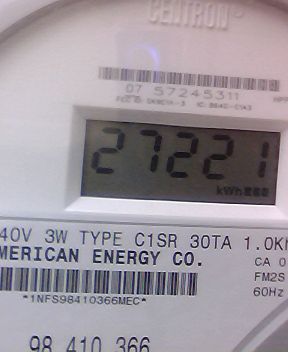 CENTRON®
07 57245311
27221
kWh
40V 3W TYPE C1SR 30TA 1.0K
MERICAN ENERGY CO.
CA 0
FM2S
60Hz
*1NFS98410366MEC*
98 410 366